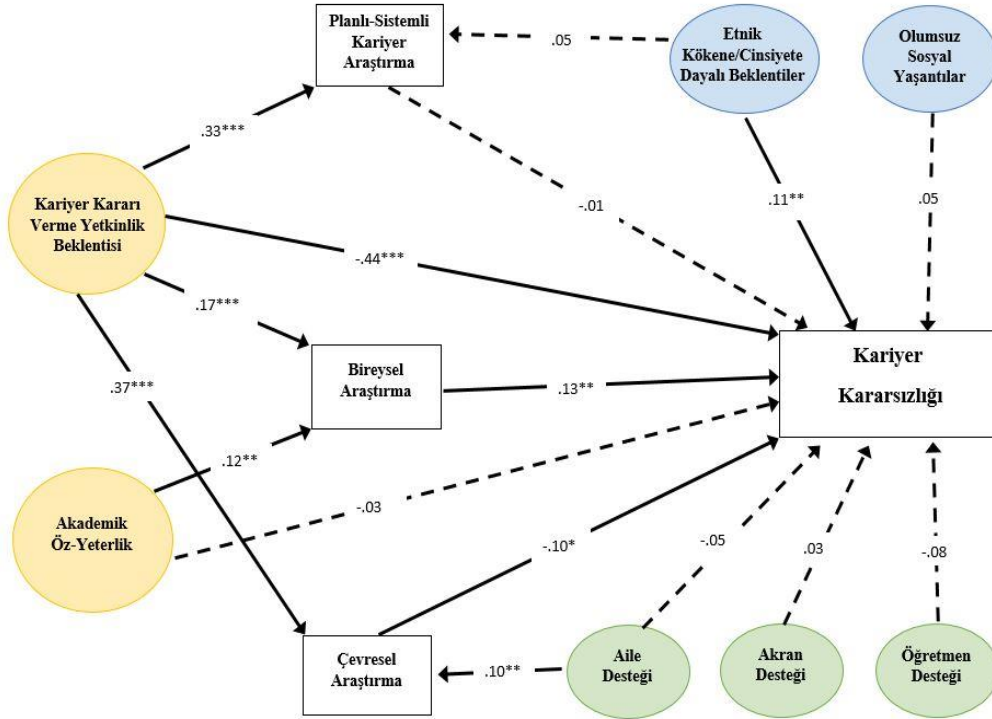 Planlı-Sistemli
Kariyer
Araştırma
.05
Etnik
Kökene/Cinsiyete
Dayalı Beklentiler
Olumsuz
Sosyal
Yaşantılar
.33***
Kariyer Kararı
Verme Yetkinlik
Beklentisi
-.01
.11**
.05
-.44***
.17***
.37***
Bireysel
Araştırma
.13**
Kariyer
Kararsızlığı
.12**
-.03
Akademik
Öz-Yeterlik
-.10*
-.05
.03
-.08
Çevresel
Araştırma
.10**
Aile
Desteği
Akran
Desteği
Öğretmen
Desteği